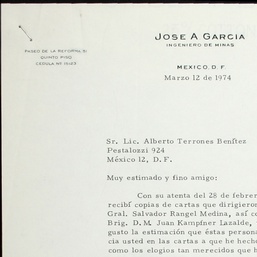 JOSE A GARCIA
INGENIERO DE MINAS
PASEO DE LA REFORMA 51
QUINTO PISO
CEDULA Nº 13123
MEXICO, D. F.
Marzo 12 de 1974
Sr. Lic. Alberto Terrones Benítez
Pestalozzi 924
México 12, D. F.
Muy estimado y fino amigo:
Con su atenta del 28 de febrer
recibí copias de cartas que dirigieron
Gral. Salvador Rangel Medina, así co
Brig. D.M. Juan Kampfner Lazalde,
gusto la estimación que éstas persona
cia usted en las cartas a que he hecho
como los elogios tan merecidos que h